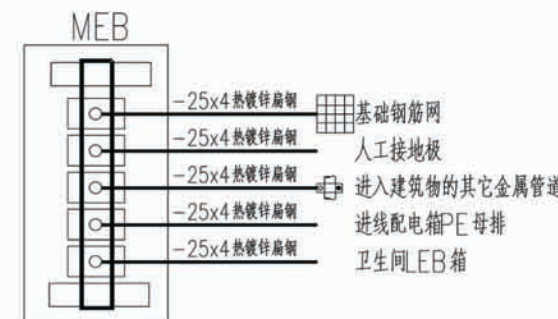 MEB
-25x4热镀锌扁钢 基础钢筋网
-25x4热镀锌扁钢 人工接地极
-25x4热镀锌扁钢 进入建筑物的其它金属管道
-25x4热镀锌扁钢 进线配电箱PE母排
-25x4热镀锌扁钢 卫生间LEB箱